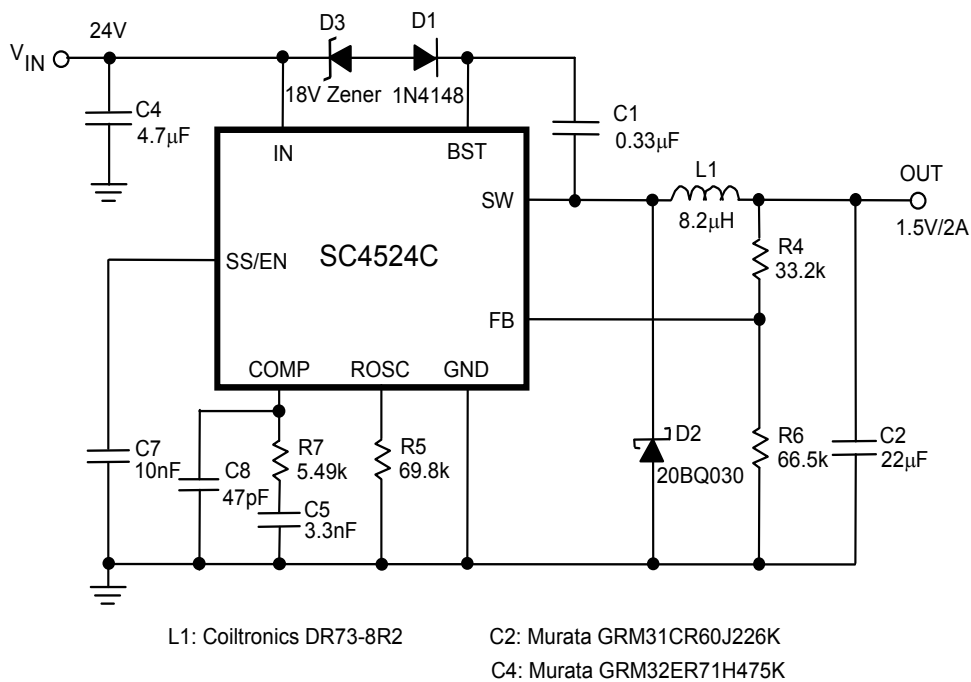 D3
D1
24V
V_IN
18V Zener
1N4148
C4
4.7μF
C1
0.33μF
IN
BST
SW
L1
8.2μH
OUT
1.5V/2A
SS/EN
SC4524C
R4
33.2k
FB
COMP
ROSC
GND
C7
10nF
C8
47pF
R7
5.49k
C5
3.3nF
R5
69.8k
D2
20BQ030
R6
66.5k
C2
22μF
L1: Coiltronics DR73-8R2
C2: Murata GRM31CR60J226K
C4: Murata GRM32ER71H475K